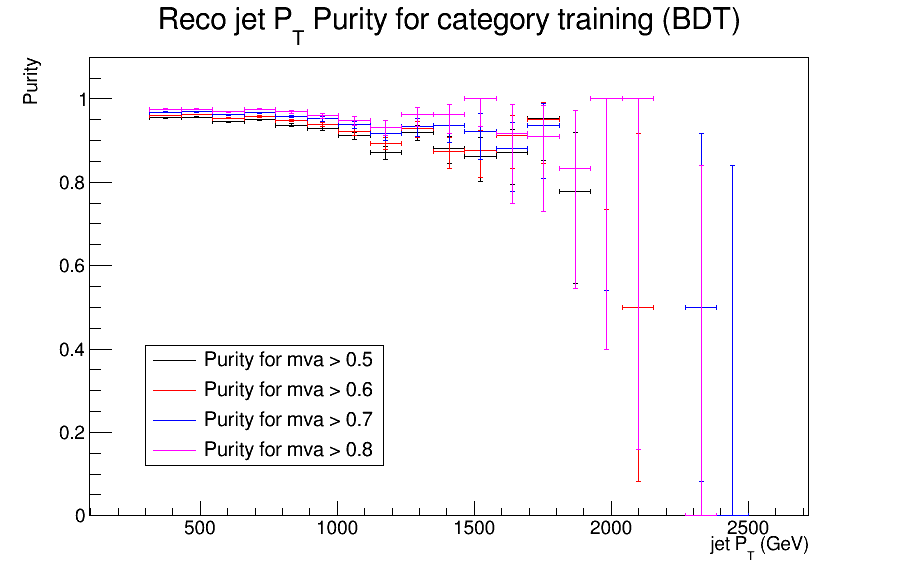 Reco jet P_T Purity for category training (BDT)
Purity
1
0.8
0.6
0.4
0.2
0
Purity for mva > 0.5
Purity for mva > 0.6
Purity for mva > 0.7
Purity for mva > 0.8
500 1000 1500 2000 2500
jet P_T (GeV)